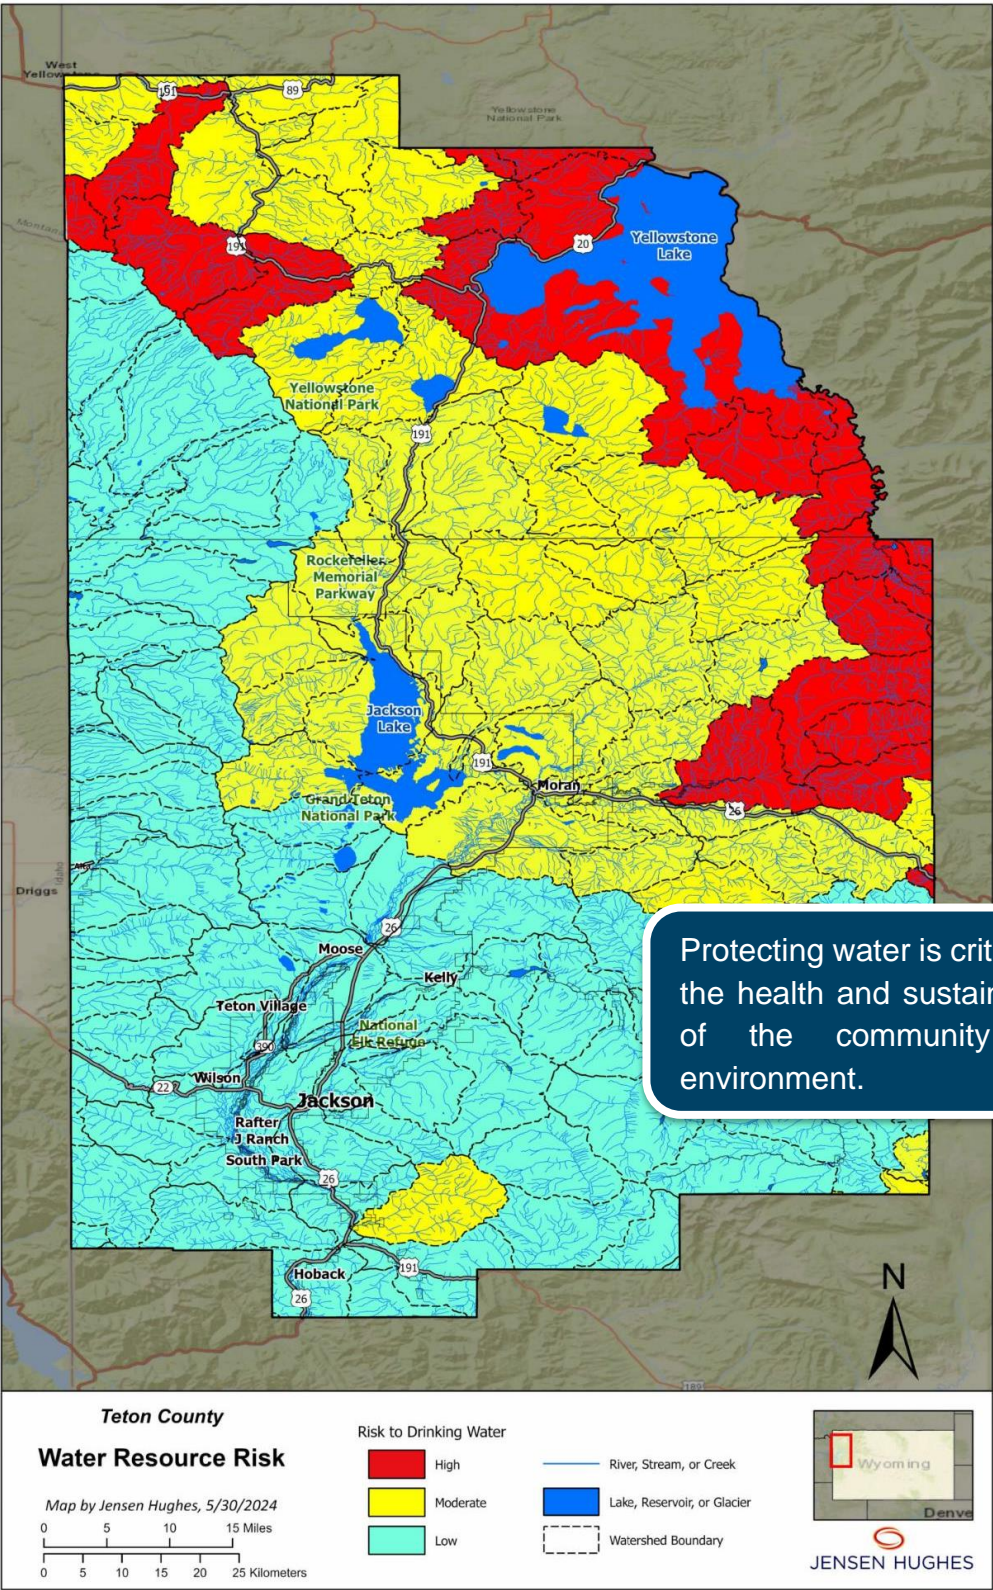 West
Yellowstone
191
89
Yellowstone
National Park
Montana
191
20
Yellowstone
Lake
Yellowstone
National Park
191
Rockefeller
Memorial
Parkway
Jackson
Lake
191
Moran
26
Grand Teton
National Park
Alta
Driggs
Idaho
26
Moose
Kelly
Teton Village
National
Elk Refuge
390
Wilson
22
Jackson
Rafter
J Ranch
South Park
26
Hoback
191
26
Protecting water is crit
the health and sustain
of the community
environment.
N
189
Teton County
Water Resource Risk
Map by Jensen Hughes, 5/30/2024
0 5 10 15 Miles
0 5 10 15 20 25 Kilometers
Risk to Drinking Water
High
Moderate
Low
River, Stream, or Creek
Lake, Reservoir, or Glacier
Watershed Boundary
Wyoming
Denve
JENSEN HUGHES